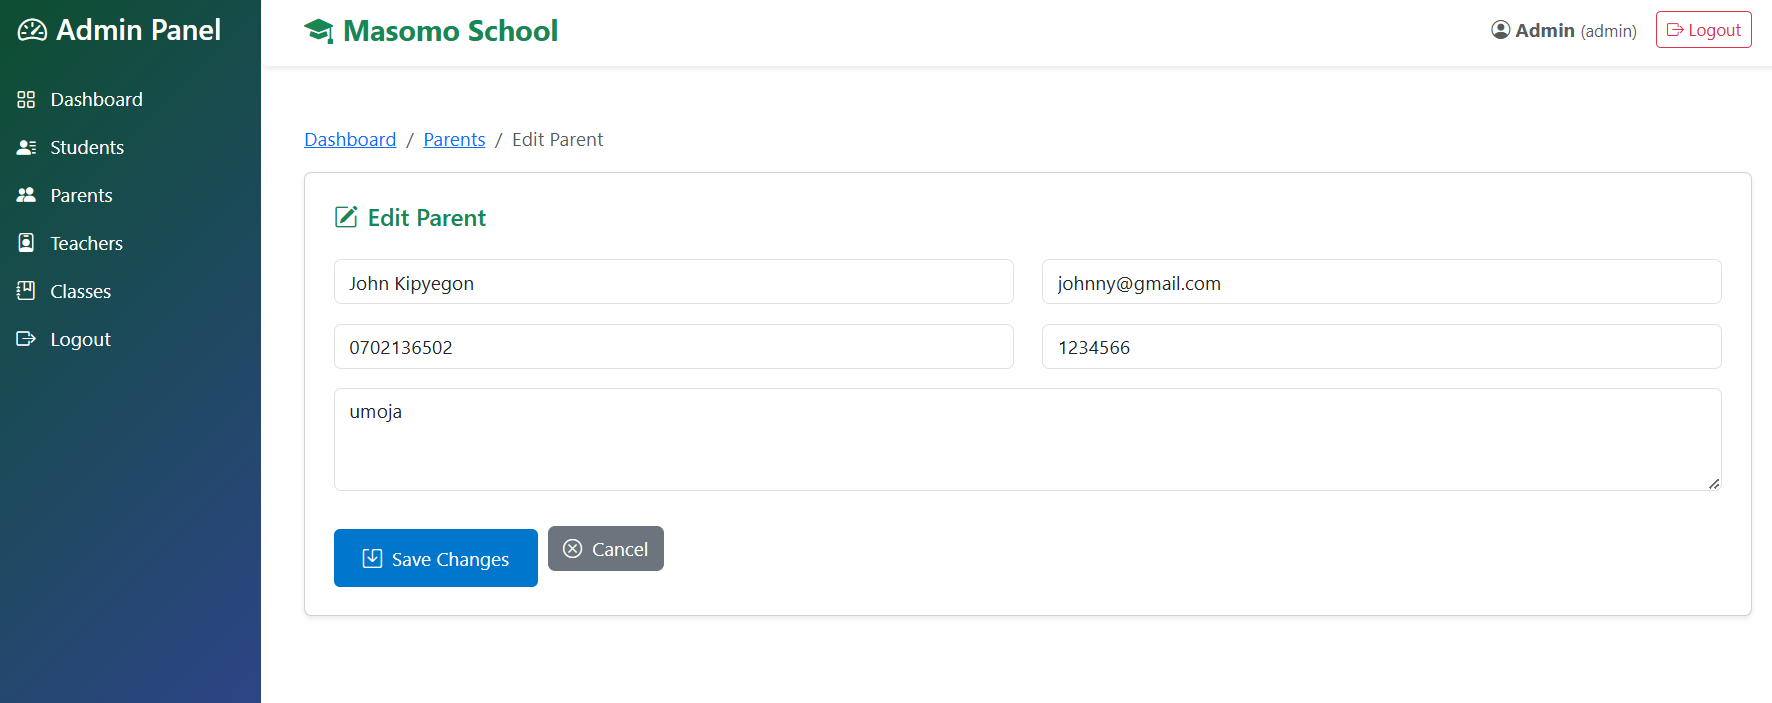 Admin Panel
Dashboard
Students
Parents
Teachers
Classes
Logout
Masomo School
Admin (admin)
Logout
Dashboard / Parents / Edit Parent
Edit Parent
John Kipyegon
johnny@gmail.com
0702136502
1234566
umoja
Save Changes
Cancel